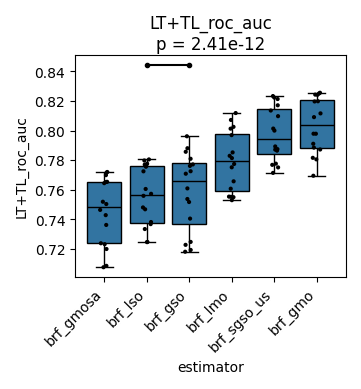 LT+TL_roc_auc
p = 2.41e-12
LT+TL_roc_auc
0.84
0.82
0.80
0.78
0.76
0.74
0.72
brf_gmosa
brf_lso
brf_gso
brf_lmo
brf_sgso_us
brf_gmo
estimator